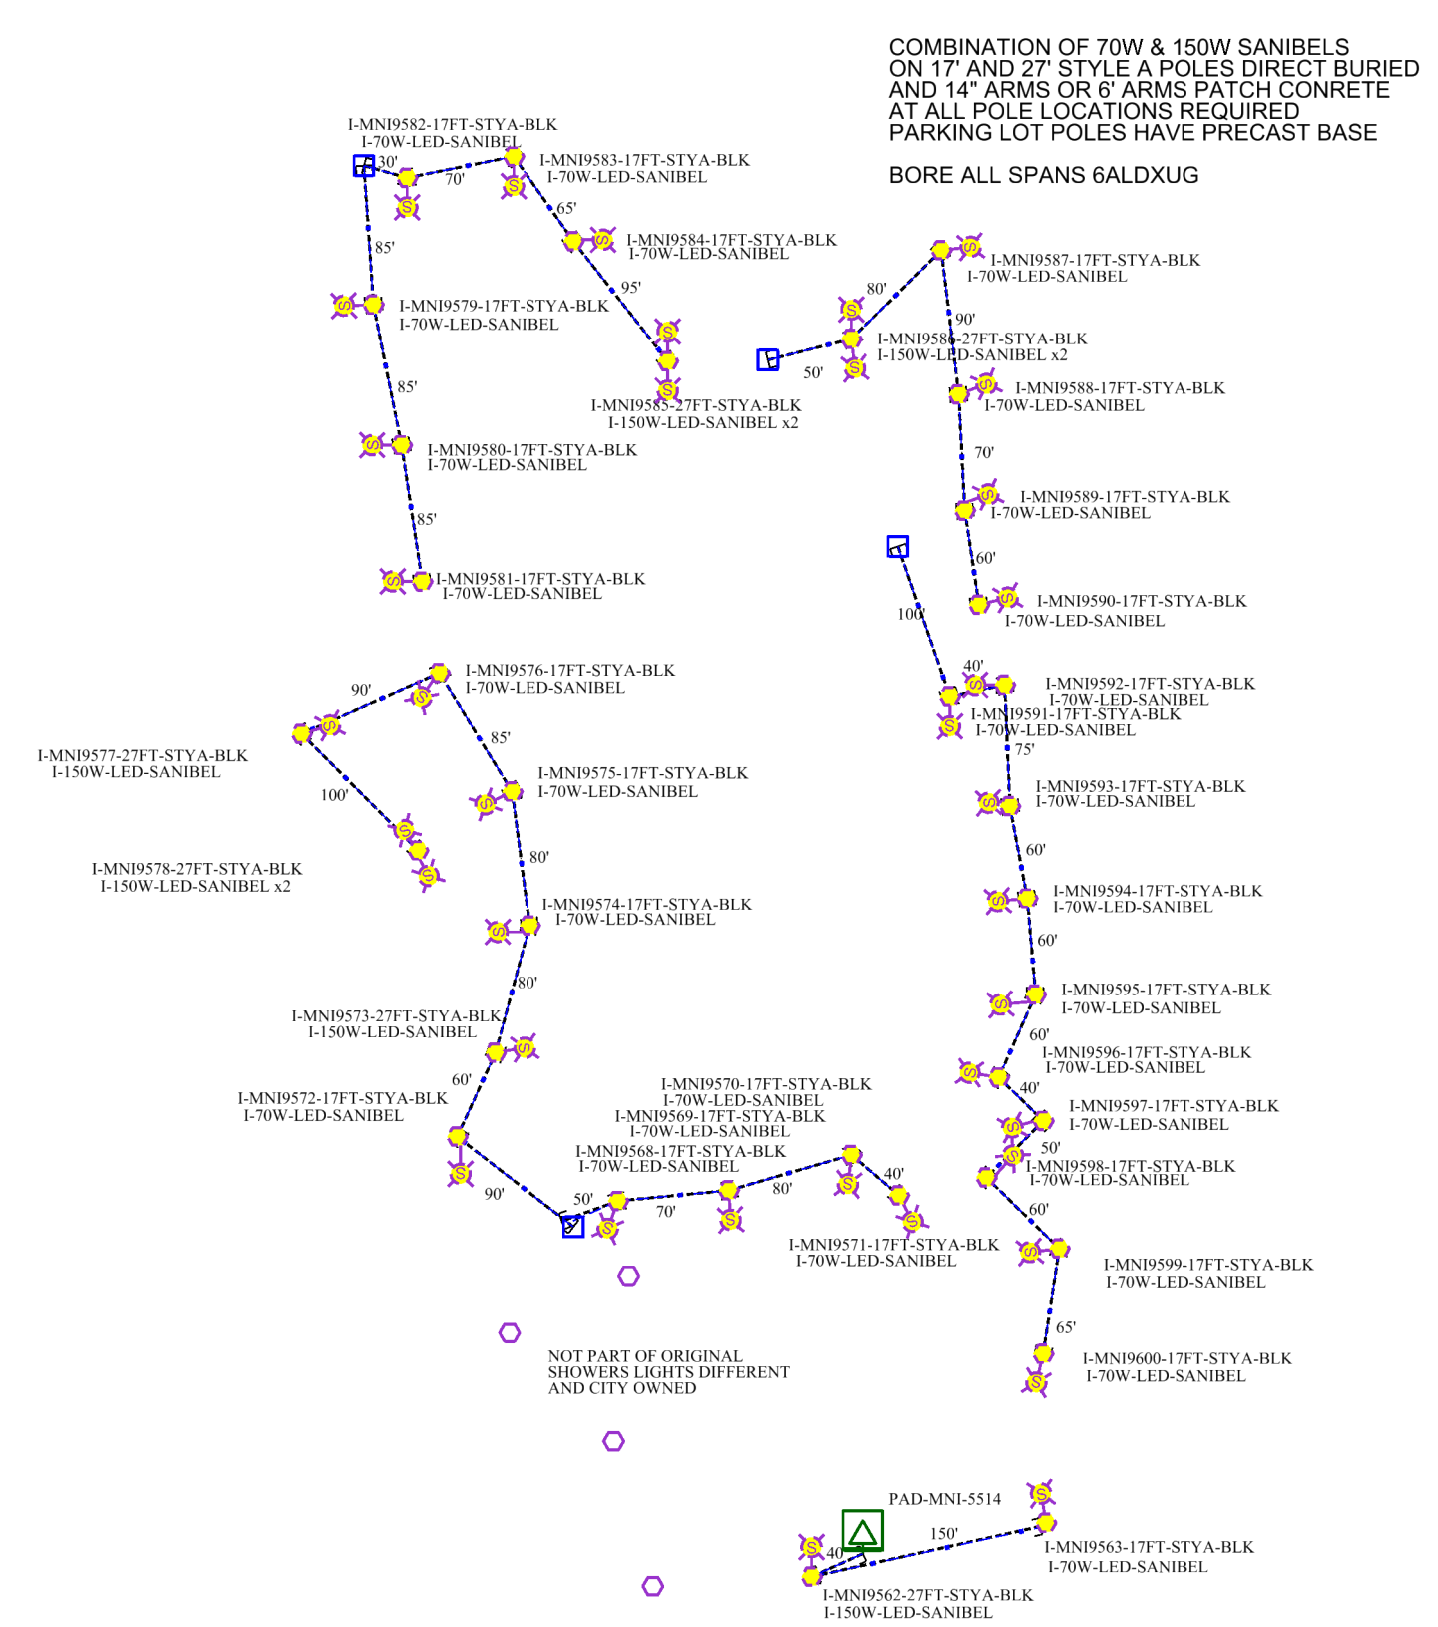 COMBINATION OF 70W & 150W SANIBELS
ON 17' AND 27' STYLE A POLES DIRECT BURIED
AND 14" ARMS OR 6' ARMS PATCH CONRETE
AT ALL POLE LOCATIONS REQUIRED
PARKING LOT POLES HAVE PRECAST BASE
BORE ALL SPANS 6ALDXUG
I-MNI9582-17FT-STYA-BLK
I-70W-LED-SANIBEL
30'
70'
I-MNI9583-17FT-STYA-BLK
I-70W-LED-SANIBEL
S
S
65'
I-MNI9584-17FT-STYA-BLK
I-70W-LED-SANIBEL
S
85'
95'
I-MNI9579-17FT-STYA-BLK
I-70W-LED-SANIBEL
S
S
S
I-MNI9585-27FT-STYA-BLK
I-150W-LED-SANIBEL x2
85'
I-MNI9580-17FT-STYA-BLK
I-70W-LED-SANIBEL
S
85'
I-MNI9581-17FT-STYA-BLK
I-70W-LED-SANIBEL
S
S
I-MNI9587-17FT-STYA-BLK
I-70W-LED-SANIBEL
80'
S
90'
I-MNI9586-27FT-STYA-BLK
I-150W-LED-SANIBEL x2
S
50'
S
I-MNI9588-17FT-STYA-BLK
I-70W-LED-SANIBEL
70'
S
I-MNI9589-17FT-STYA-BLK
I-70W-LED-SANIBEL
60'
S
I-MNI9590-17FT-STYA-BLK
I-70W-LED-SANIBEL
100'
40'
S
I-MNI9592-17FT-STYA-BLK
I-70W-LED-SANIBEL
S
I-MNI9591-17FT-STYA-BLK
I-70W-LED-SANIBEL
75'
I-MNI9593-17FT-STYA-BLK
I-70W-LED-SANIBEL
S
60'
I-MNI9594-17FT-STYA-BLK
I-70W-LED-SANIBEL
S
60'
I-MNI9595-17FT-STYA-BLK
I-70W-LED-SANIBEL
S
60'
I-MNI9596-17FT-STYA-BLK
I-70W-LED-SANIBEL
S
40'
I-MNI9597-17FT-STYA-BLK
I-70W-LED-SANIBEL
S
50'
S
I-MNI9598-17FT-STYA-BLK
I-70W-LED-SANIBEL
60'
S
I-MNI9599-17FT-STYA-BLK
I-70W-LED-SANIBEL
65'
I-MNI9600-17FT-STYA-BLK
I-70W-LED-SANIBEL
S
I-MNI9576-17FT-STYA-BLK
I-70W-LED-SANIBEL
90'
S
S
I-MNI9577-27FT-STYA-BLK
I-150W-LED-SANIBEL
85'
I-MNI9575-17FT-STYA-BLK
I-70W-LED-SANIBEL
100'
S
S
80'
I-MNI9578-27FT-STYA-BLK
I-150W-LED-SANIBEL x2
S
I-MNI9574-17FT-STYA-BLK
I-70W-LED-SANIBEL
S
80'
I-MNI9573-27FT-STYA-BLK
I-150W-LED-SANIBEL
S
60'
I-MNI9572-17FT-STYA-BLK
I-70W-LED-SANIBEL
S
90'
I-MNI9570-17FT-STYA-BLK
I-70W-LED-SANIBEL
I-MNI9569-17FT-STYA-BLK
I-70W-LED-SANIBEL
I-MNI9568-17FT-STYA-BLK
I-70W-LED-SANIBEL
50'
70'
80'
40'
S
S
S
S
I-MNI9571-17FT-STYA-BLK
I-70W-LED-SANIBEL
NOT PART OF ORIGINAL
SHOWERS LIGHTS DIFFERENT
AND CITY OWNED
PAD-MNI-5514
S
S
40'
150'
I-MNI9563-17FT-STYA-BLK
I-70W-LED-SANIBEL
I-MNI9562-27FT-STYA-BLK
I-150W-LED-SANIBEL